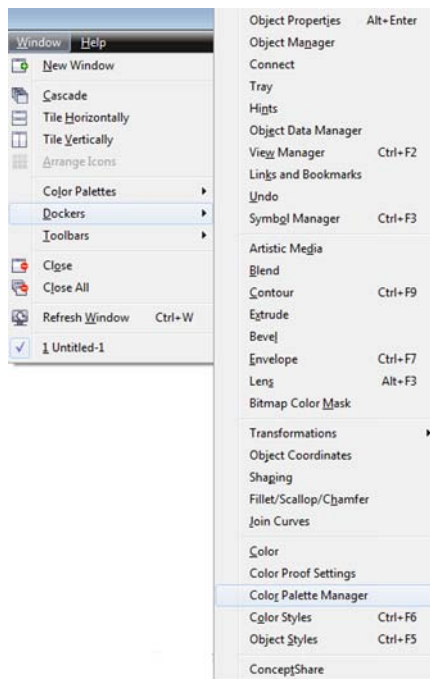 Window Help
New Window
Cascade
Tile Horizontally
Tile Vertically
Arrange Icons
Color Palettes
Dockers
Toolbars
Close
Close All
Refresh Window Ctrl+W
1 Untitled-1
Object Properties Alt+Enter
Object Manager
Connect
Tray
Hints
Object Data Manager
View Manager Ctrl+F2
Links and Bookmarks
Undo
Symbol Manager Ctrl+F3
Artistic Media
Blend
Contour Ctrl+F9
Extrude
Bevel
Envelope Ctrl+F7
Lens Alt+F3
Bitmap Color Mask
Transformations
Object Coordinates
Shaping
Fillet/Scallop/Chamfer
Join Curves
Color
Color Proof Settings
Color Palette Manager
Color Styles Ctrl+F6
Object Styles Ctrl+F5
ConceptShare